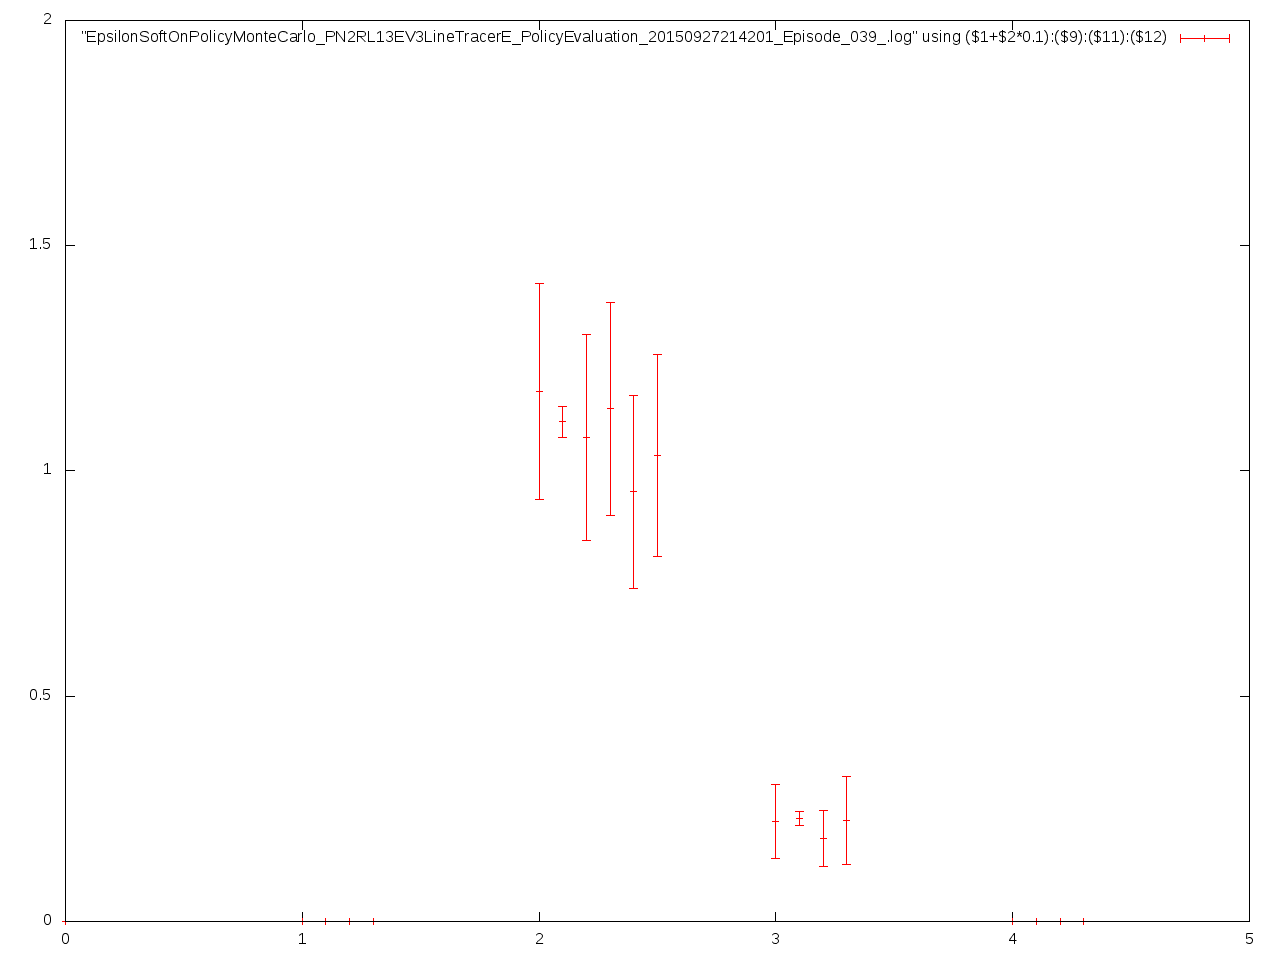 2
"EpsilonSoftOnPolicyMonteCarlo_PN2RL13EV3LineTracerE_PolicyEvaluation_20150927214201_Episode_039_.log" using ($1+$2*0.1):($9):($11):($12)
1.5
1
0.5
0
0 1 2 3 4 5